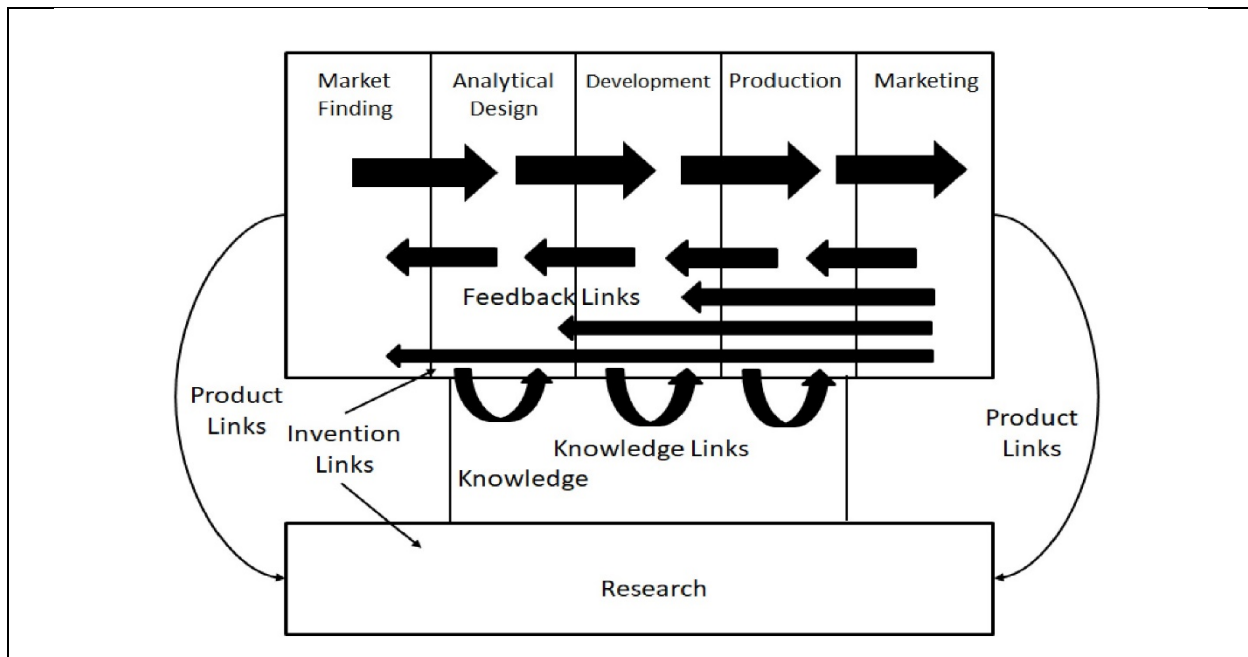 Market
Finding
Analytical
Design
Development
Production
Marketing
Feedback Links
Product
Links
Invention
Links
Knowledge Links
Knowledge
Product
Links
Research